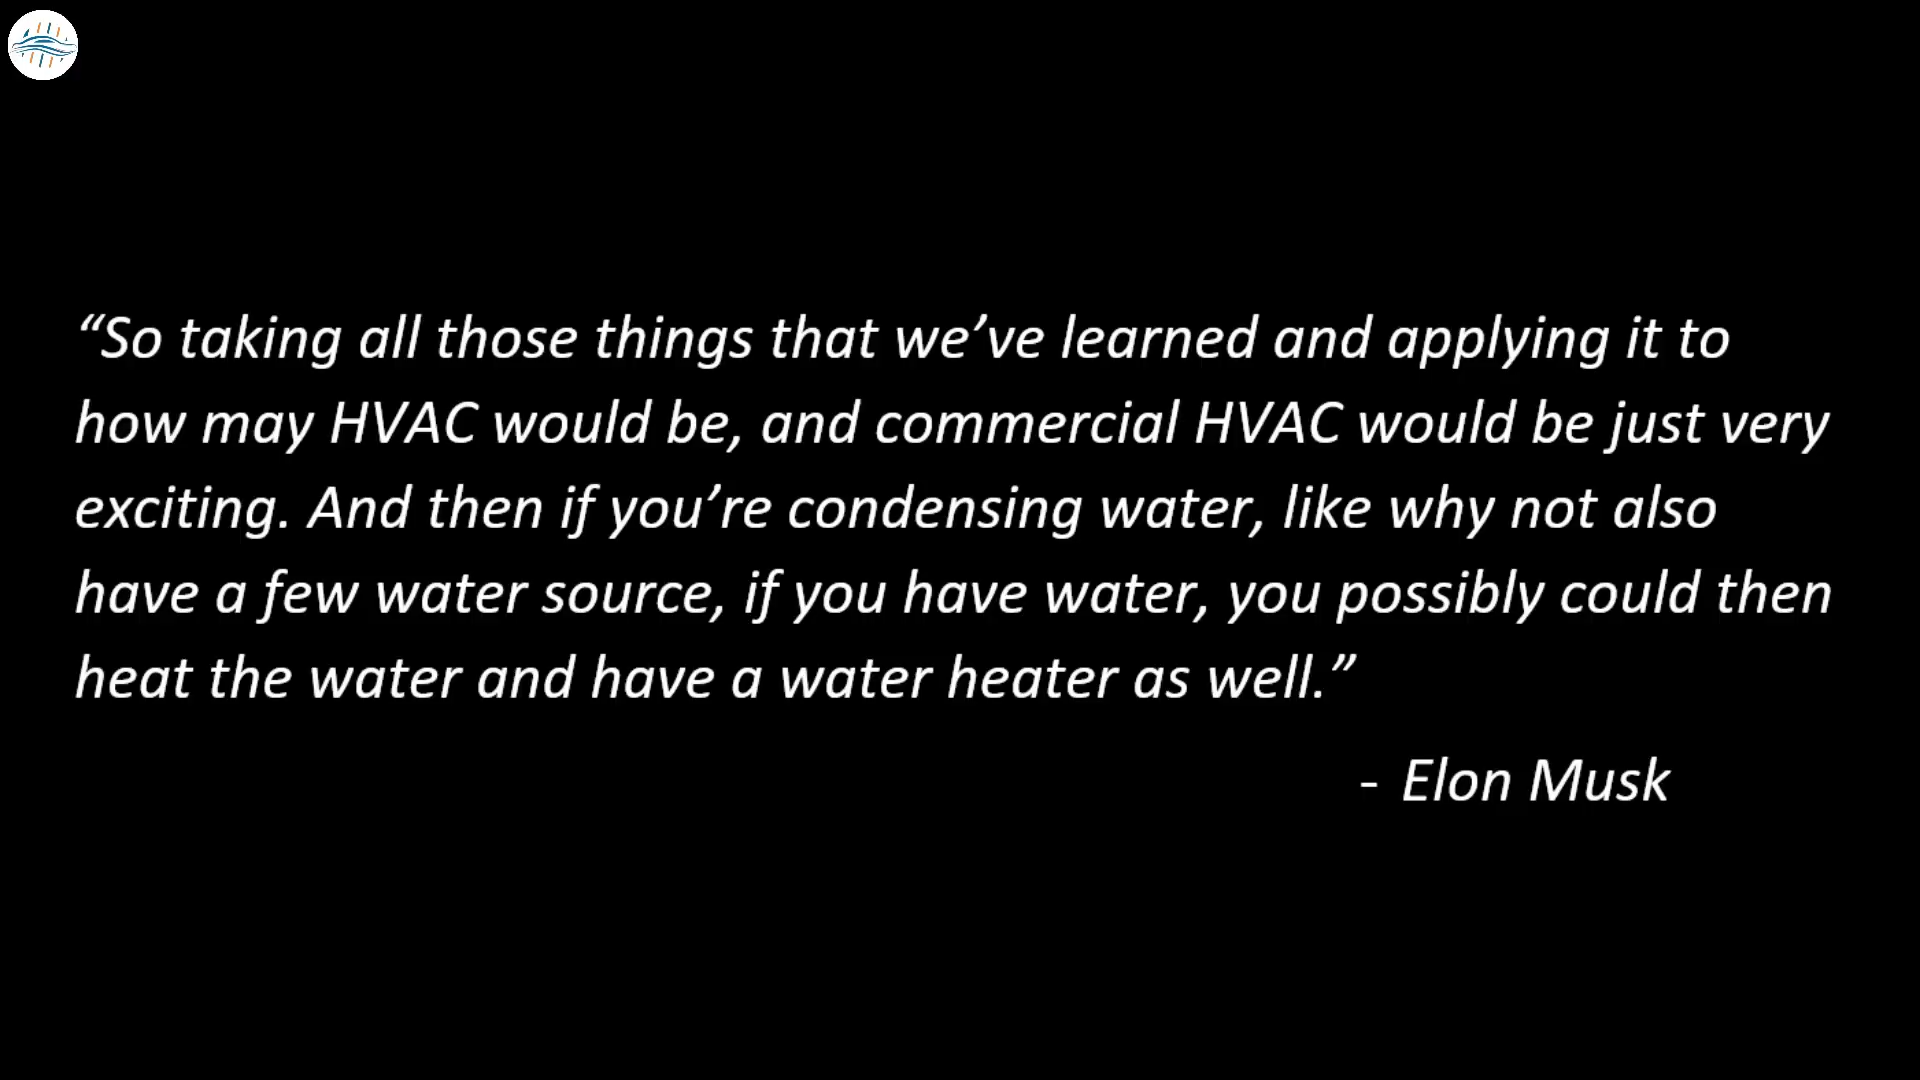 “So taking all those things that we’ve learned and applying it to
how may HVAC would be, and commercial HVAC would be just very
exciting. And then if you’re condensing water, like why not also
have a few water source, if you have water, you possibly could then
heat the water and have a water heater as well.”
- Elon Musk